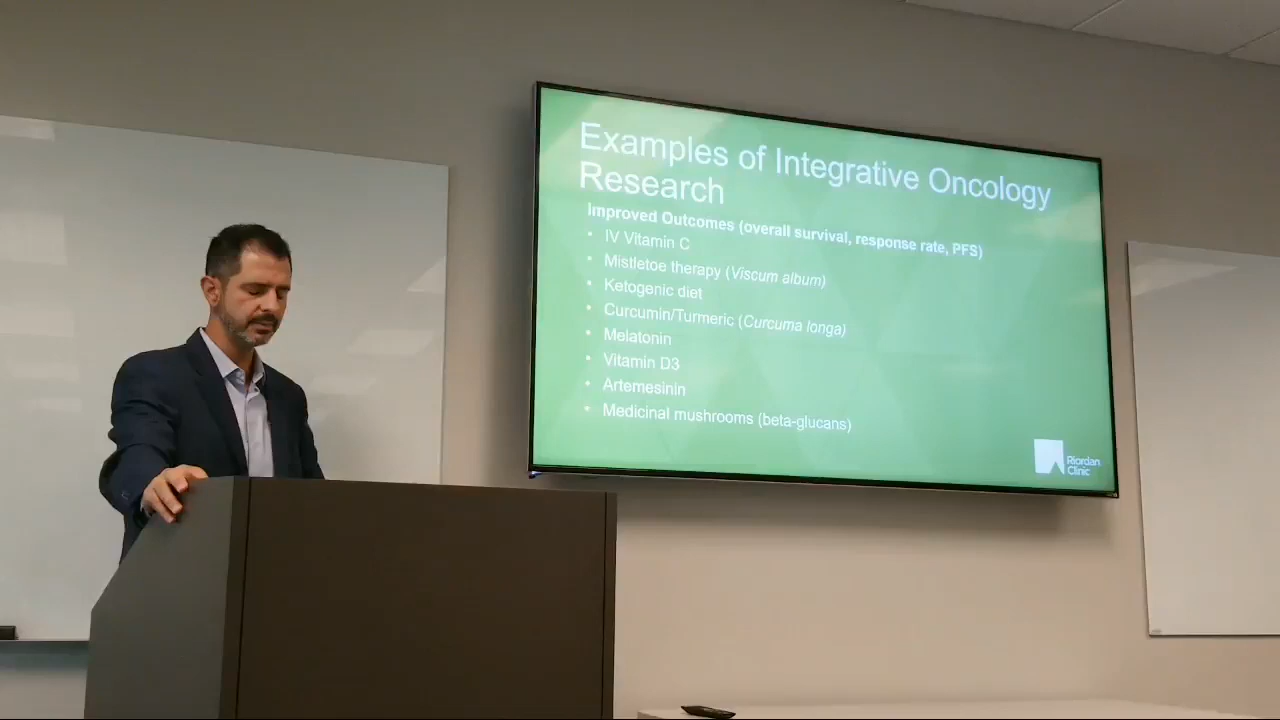 Examples of Integrative Oncology
Research
Improved Outcomes (overall survival, response rate, PFS)
• IV Vitamin C
• Mistletoe therapy (Viscum album)
• Ketogenic diet
• Curcumin/Turmeric (Curcuma longa)
• Melatonin
• Vitamin D3
• Artemesinin
• Medicinal mushrooms (beta-glucans)
Riordan
Clinic